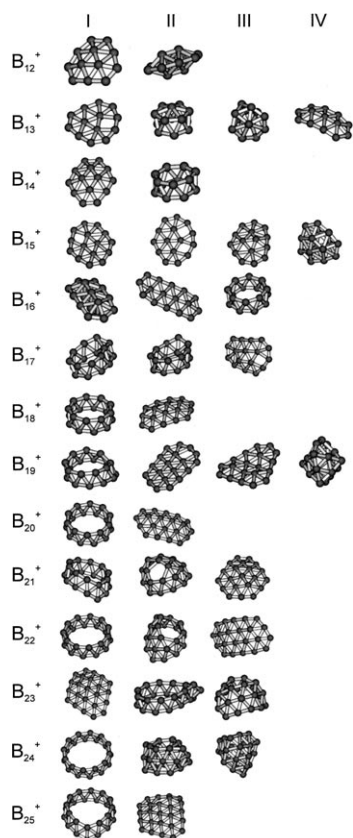 I II III IV
B₁₂⁺
B₁₃⁺
B₁₄⁺
B₁₅⁺
B₁₆⁺
B₁₇⁺
B₁₈⁺
B₁₉⁺
B₂₀⁺
B₂₁⁺
B₂₂⁺
B₂₃⁺
B₂₄⁺
B₂₅⁺